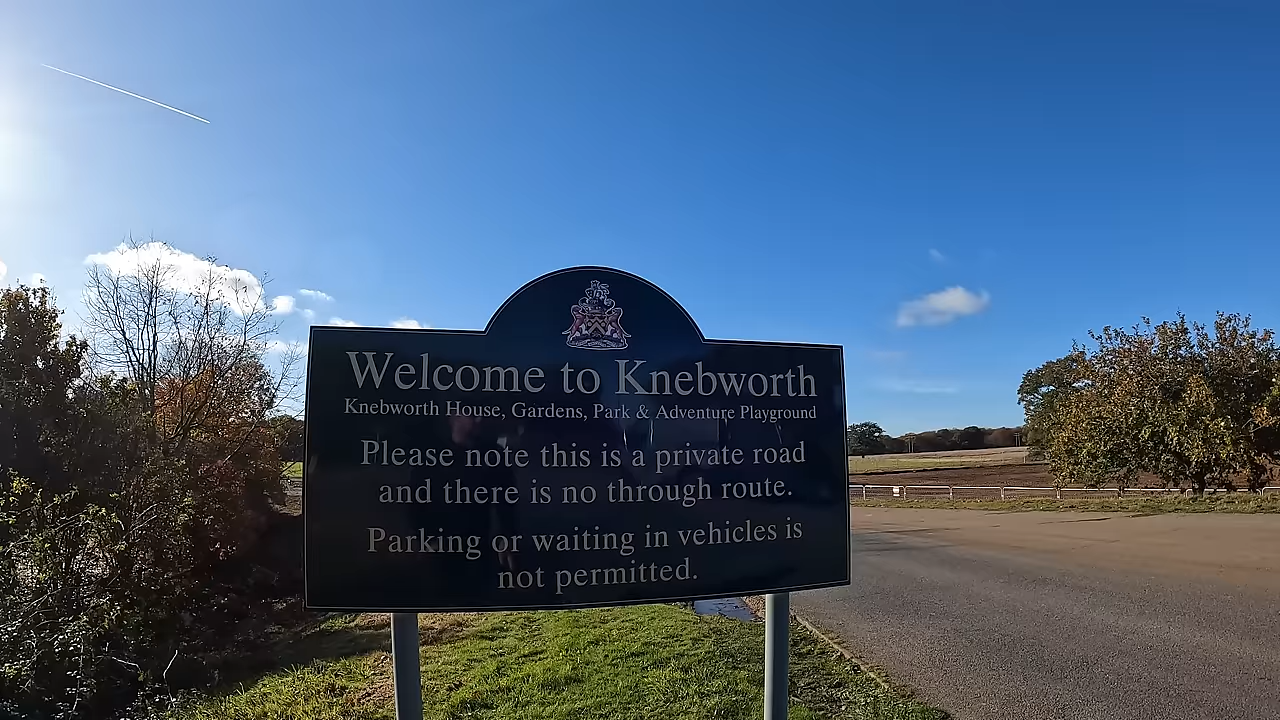 Welcome to Knebworth
Knebworth House, Gardens, Park & Adventure Playground
Please note this is a private road
and there is no through route.
Parking or waiting in vehicles is
not permitted.